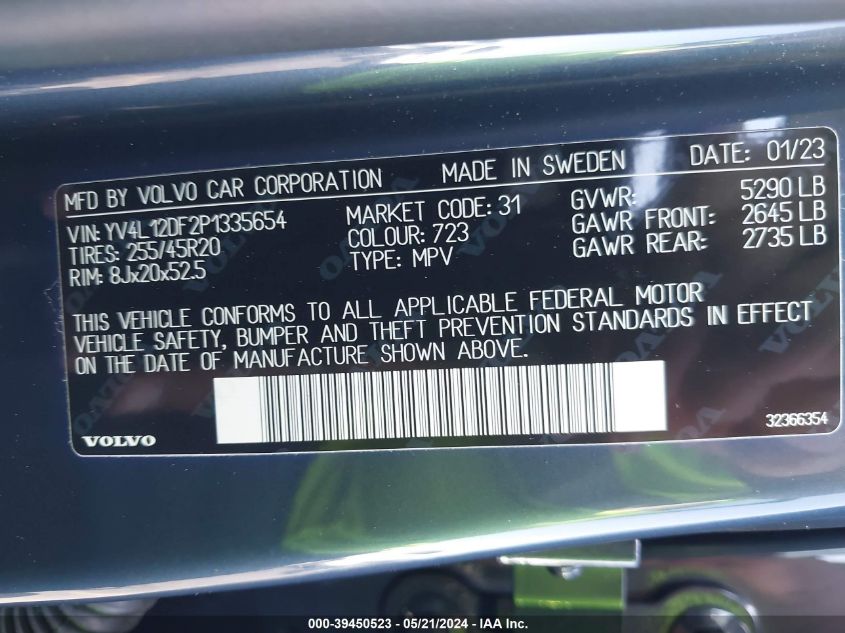 MFD BY VOLVO CAR CORPORATION MADE IN SWEDEN DATE: 01/23
VIN: YV4L12DF2P1335654 MARKET CODE: 31 GVWR: 5290 LB
TIRES: 255/45R20 COLOUR: 723 GAWR FRONT: 2645 LB
RIM: 8Jx20x52.5 TYPE: MPV GAWR REAR: 2735 LB
THIS VEHICLE CONFORMS TO ALL APPLICABLE FEDERAL MOTOR
VEHICLE SAFETY, BUMPER AND THEFT PREVENTION STANDARDS IN EFFECT
ON THE DATE OF MANUFACTURE SHOWN ABOVE.
VOLVO 32366354
000-39450523 - 05/21/2024 - IAA Inc.